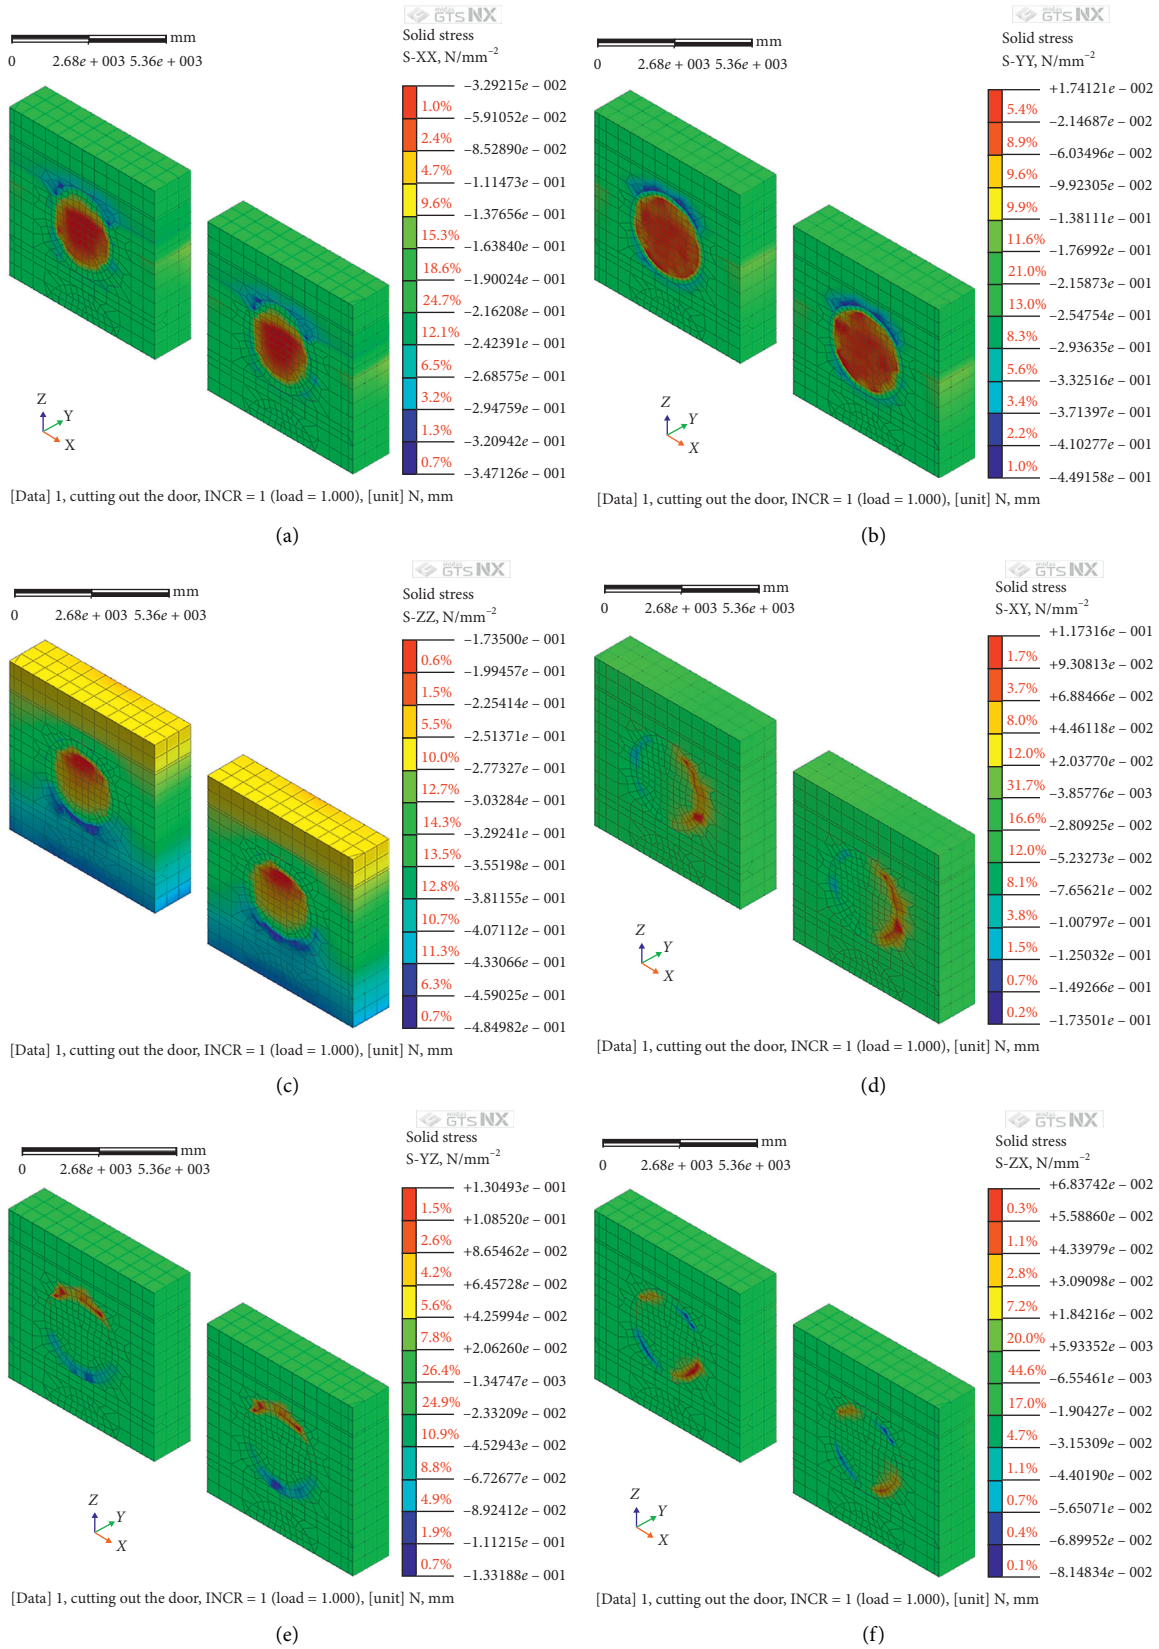 midas
GTS NX
mm
0 2.68e + 003 5.36e + 003
Solid stress
S-XX, N/mm−2
−3.29215e − 002
1.0%
−5.91052e − 002
2.4%
−8.52890e − 002
4.7%
−1.11473e − 001
9.6%
−1.37656e − 001
15.3%
−1.63840e − 001
18.6%
−1.90024e − 001
24.7%
−2.16208e − 001
12.1%
−2.42391e − 001
6.5%
−2.68575e − 001
3.2%
−2.94759e − 001
1.3%
−3.20942e − 001
0.7%
−3.47126e − 001
Z
Y
X
[Data] 1, cutting out the door, INCR = 1 (load = 1.000), [unit] N, mm
(a)
midas
GTS NX
mm
0 2.68e + 003 5.36e + 003
Solid stress
S-YY, N/mm−2
+1.74121e − 002
5.4%
−2.14687e − 002
8.9%
−6.03496e − 002
9.6%
−9.92305e − 002
9.9%
−1.38111e − 001
11.6%
−1.76992e − 001
21.0%
−2.15873e − 001
13.0%
−2.54754e − 001
8.3%
−2.93635e − 001
5.6%
−3.32516e − 001
3.4%
−3.71397e − 001
2.2%
−4.10277e − 001
1.0%
−4.49158e − 001
Z
Y
X
[Data] 1, cutting out the door, INCR = 1 (load = 1.000), [unit] N, mm
(b)
midas
GTS NX
mm
0 2.68e + 003 5.36e + 003
Solid stress
S-ZZ, N/mm−2
−1.73500e − 001
0.6%
−1.99457e − 001
1.5%
−2.25414e − 001
5.5%
−2.51371e − 001
10.0%
−2.77327e − 001
12.7%
−3.03284e − 001
14.3%
−3.29241e − 001
13.5%
−3.55198e − 001
12.8%
−3.81155e − 001
10.7%
−4.07112e − 001
11.3%
−4.33066e − 001
6.3%
−4.59025e − 001
0.7%
−4.84982e − 001
Z
Y
X
[Data] 1, cutting out the door, INCR = 1 (load = 1.000), [unit] N, mm
(c)
midas
GTS NX
mm
0 2.68e + 003 5.36e + 003
Solid stress
S-XY, N/mm−2
+1.17316e − 001
1.7%
+9.30813e − 002
3.7%
+6.88466e − 002
8.0%
+4.46118e − 002
12.0%
+2.03770e − 002
31.7%
−3.85776e − 003
16.6%
−2.80925e − 002
12.0%
−5.23273e − 002
8.1%
−7.65621e − 002
3.8%
−1.00797e − 001
1.5%
−1.25032e − 001
0.7%
−1.49266e − 001
0.2%
−1.73501e − 001
Z
Y
X
[Data] 1, cutting out the door, INCR = 1 (load = 1.000), [unit] N, mm
(d)
midas
GTS NX
mm
0 2.68e + 003 5.36e + 003
Solid stress
S-YZ, N/mm−2
+1.30493e − 001
1.5%
+1.08520e − 001
2.6%
+8.65462e − 002
4.2%
+6.45728e − 002
5.6%
+4.25994e − 002
7.8%
+2.06260e − 002
26.4%
−1.34747e − 003
24.9%
−2.33209e − 002
10.9%
−4.52943e − 002
8.8%
−6.72677e − 002
4.9%
−8.92412e − 002
1.9%
−1.11215e − 001
0.7%
−1.33188e − 001
Z
Y
X
[Data] 1, cutting out the door, INCR = 1 (load = 1.000), [unit] N, mm
(e)
midas
GTS NX
mm
0 2.68e + 003 5.36e + 003
Solid stress
S-ZX, N/mm−2
+6.83742e − 002
0.3%
+5.58860e − 002
1.1%
+4.33979e − 002
2.8%
+3.09098e − 002
7.2%
+1.84216e − 002
20.0%
+5.93352e − 003
44.6%
−6.55461e − 003
17.0%
−1.90427e − 002
4.7%
−3.15309e − 002
1.1%
−4.40190e − 002
0.7%
−5.65071e − 002
0.4%
−6.89952e − 002
0.1%
−8.14834e − 002
Z
Y
X
[Data] 1, cutting out the door, INCR = 1 (load = 1.000), [unit] N, mm
(f)